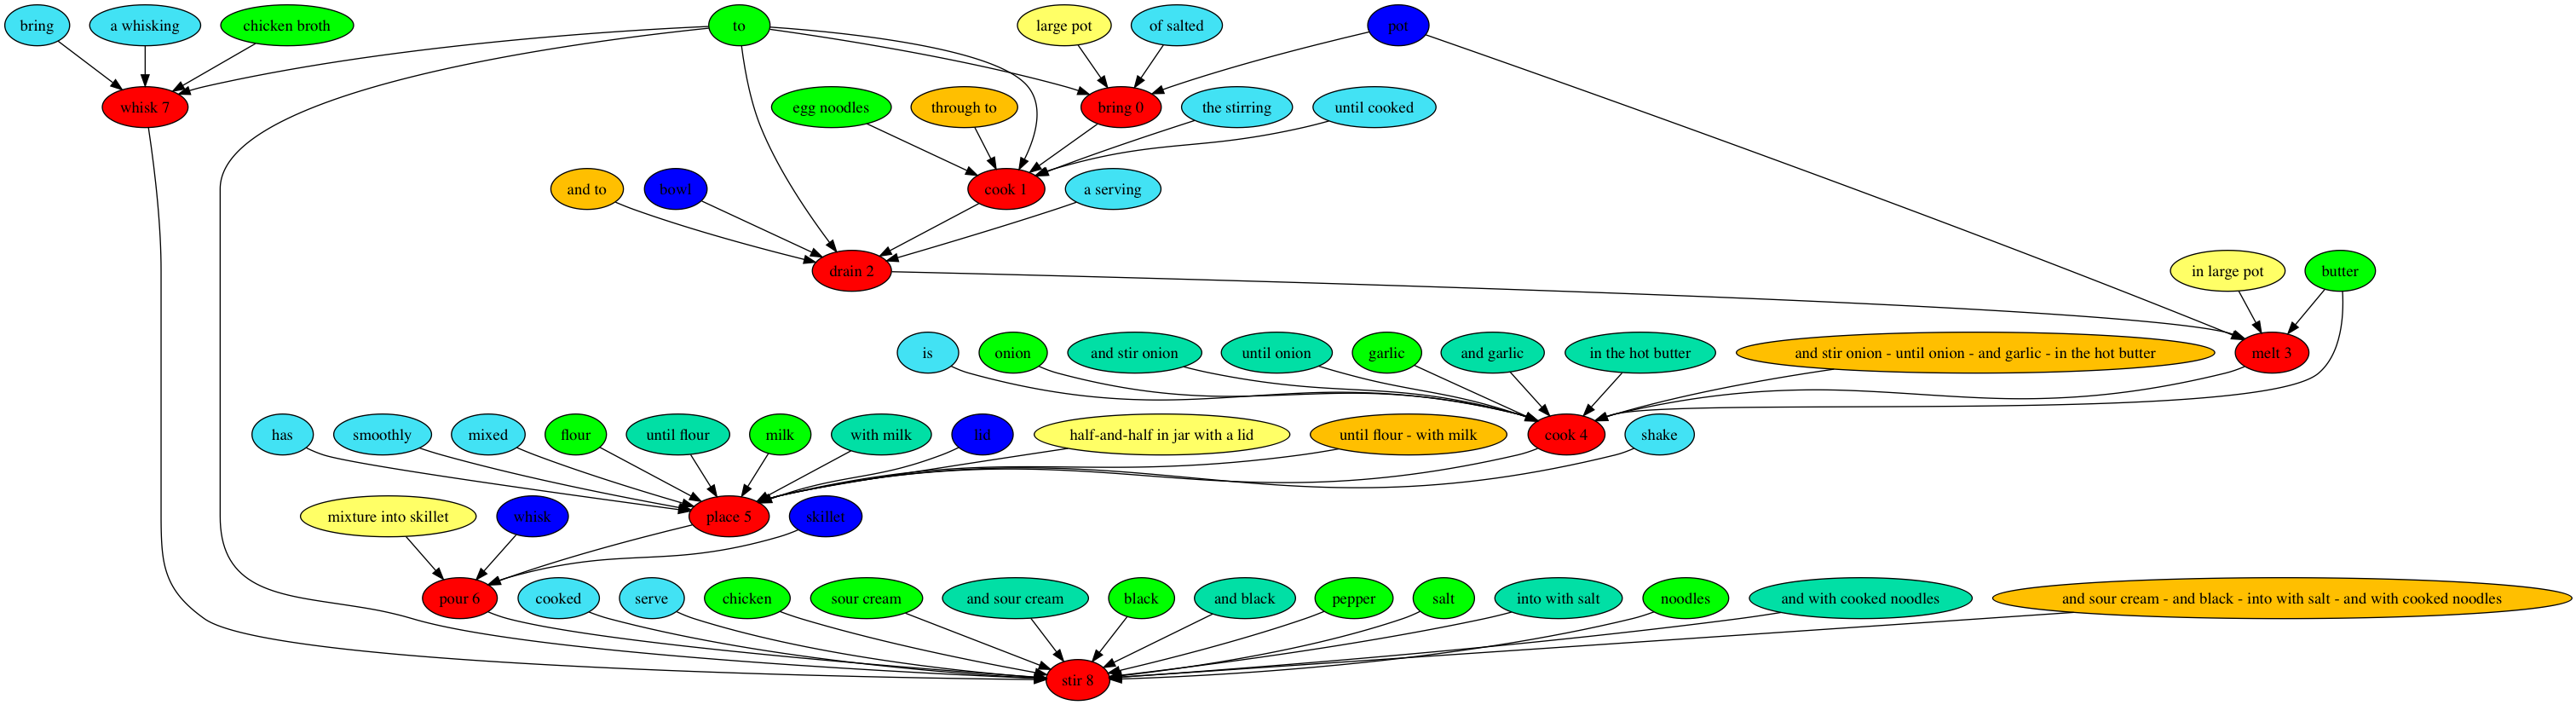 bring
a whisking
chicken broth
to
large pot
of salted
pot
whisk 7
egg noodles
through to
bring 0
the stirring
until cooked
and to
bowl
cook 1
a serving
drain 2
in large pot
butter
is
onion
and stir onion
until onion
garlic
and garlic
in the hot butter
and stir onion - until onion - and garlic - in the hot butter
melt 3
has
smoothly
mixed
flour
until flour
milk
with milk
lid
half-and-half in jar with a lid
until flour - with milk
cook 4
shake
mixture into skillet
whisk
place 5
skillet
pour 6
cooked
serve
chicken
sour cream
and sour cream
black
and black
pepper
salt
into with salt
noodles
and with cooked noodles
and sour cream - and black - into with salt - and with cooked noodles
stir 8